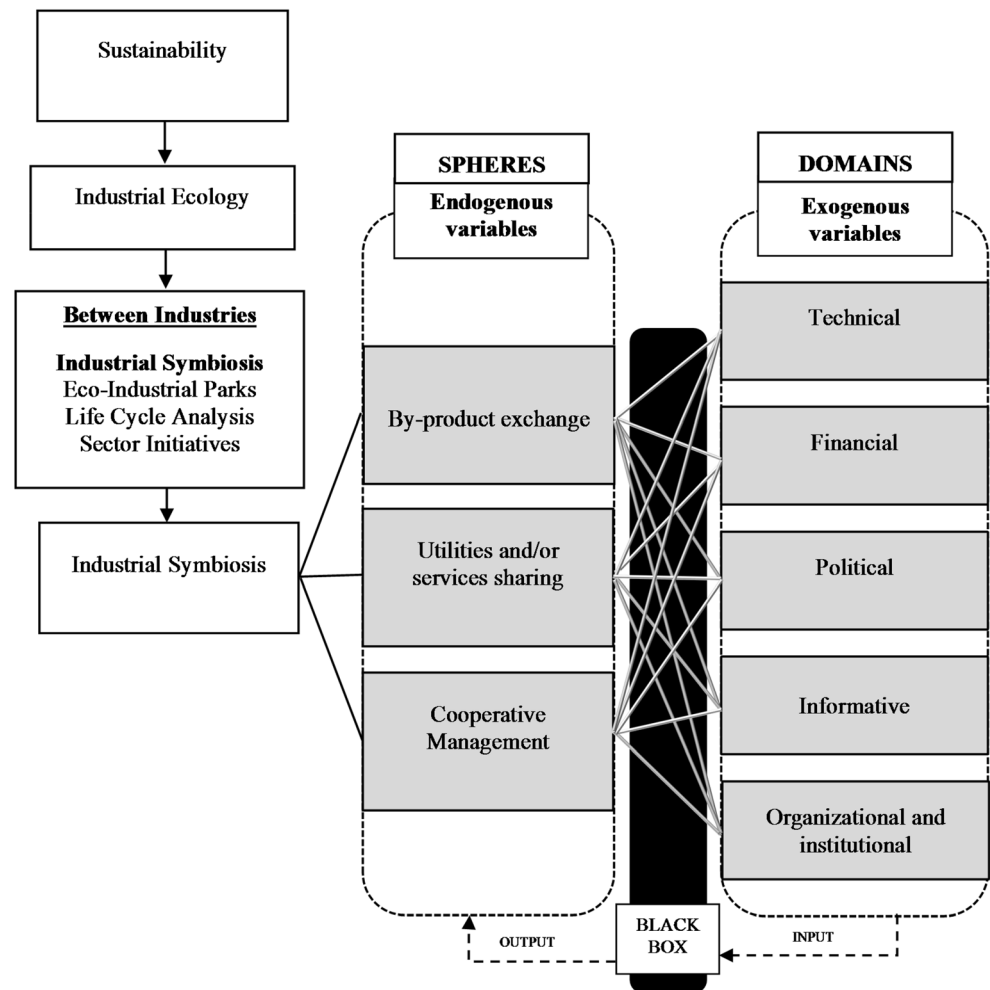 Sustainability
Industrial Ecology
Between Industries
Industrial Symbiosis
Eco-Industrial Parks
Life Cycle Analysis
Sector Initiatives
Industrial Symbiosis
SPHERES
Endogenous
variables
By-product exchange
Utilities and/or
services sharing
Cooperative
Management
DOMAINS
Exogenous
variables
Technical
Financial
Political
Informative
Organizational and
institutional
OUTPUT
BLACK
BOX
INPUT